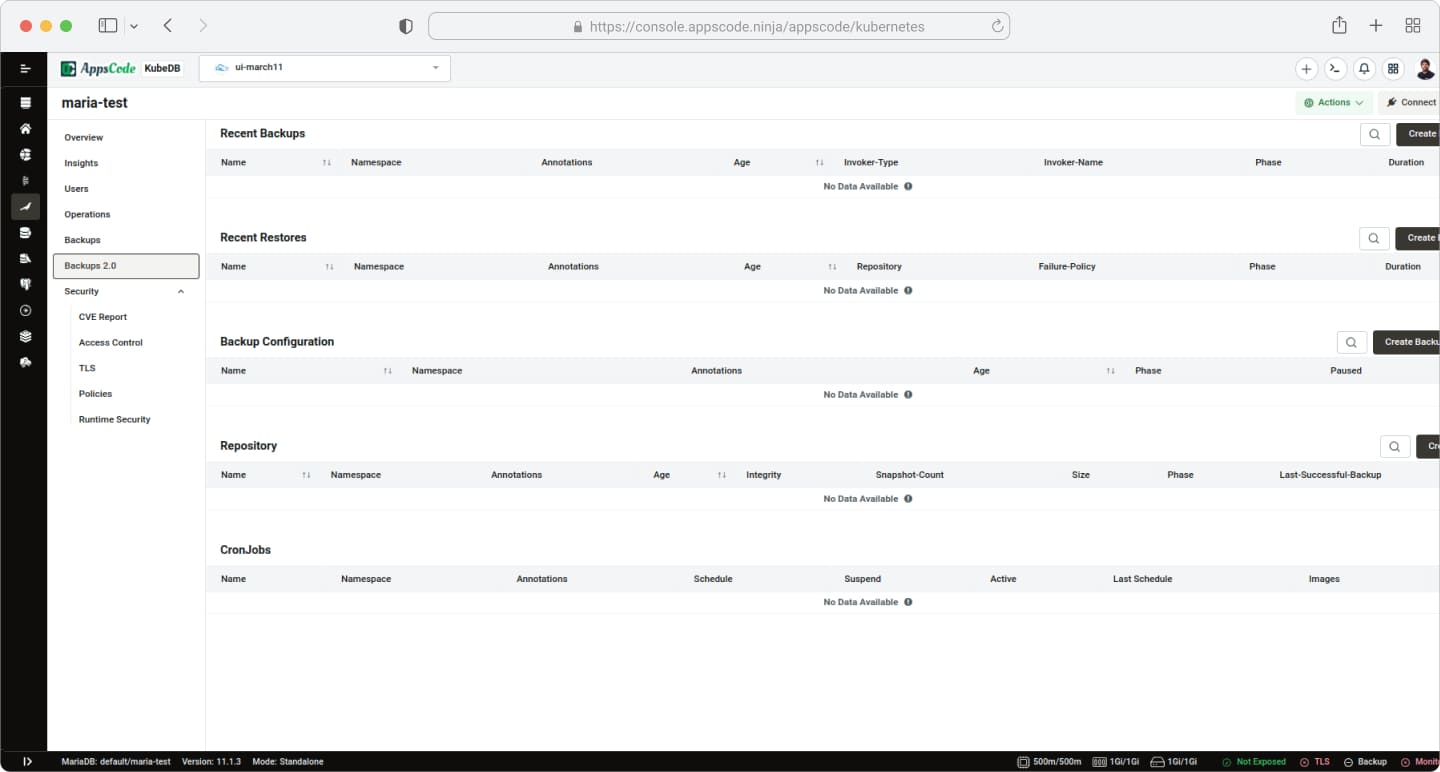 https://console.appscode.ninja/appscode/kubernetes
AppsCode KubeDB ui-march11
maria-test Actions Connect
Overview
Insights
Users
Operations
Backups
Backups 2.0
Security
CVE Report
Access Control
TLS
Policies
Runtime Security
Recent Backups Create
Name Namespace Annotations Age Invoker-Type Invoker-Name Phase Duration
No Data Available
Recent Restores Create
Name Namespace Annotations Age Repository Failure-Policy Phase Duration
No Data Available
Backup Configuration Create Backu
Name Namespace Annotations Age Phase Paused
No Data Available
Repository Cre
Name Namespace Annotations Age Integrity Snapshot-Count Size Phase Last-Successful-Backup
No Data Available
CronJobs
Name Namespace Annotations Schedule Suspend Active Last Schedule Images
No Data Available
MariaDB: default/maria-test Version: 11.1.3 Mode: Standalone 500m/500m 1Gi/1Gi 1Gi/1Gi Not Exposed TLS Backup Monit